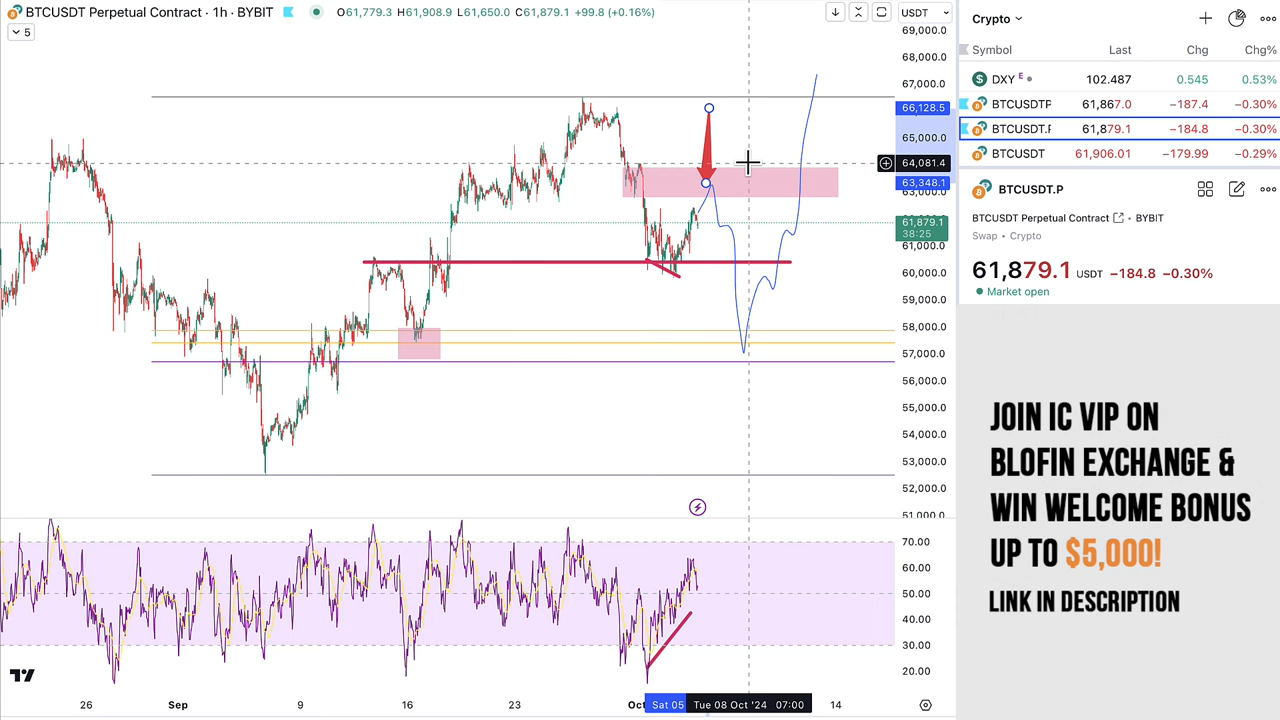 BTCUSDT Perpetual Contract · 1h · BYBIT
O61,779.3 H61,908.9 L61,650.0 C61,879.1 +99.8 (+0.16%)
USDT
5
69,000.0
68,000.0
67,000.0
66,128.5
65,000.0
64,081.4
63,348.1
63,000.0
61,879.1
38:25
61,000.0
60,000.0
59,000.0
58,000.0
57,000.0
56,000.0
55,000.0
54,000.0
53,000.0
52,000.0
51,000.0
70.00
60.00
50.00
40.00
30.00
20.00
26
Sep
9
16
23
Oct
Sat 05
Tue 08 Oct '24 07:00
14
Crypto
Symbol Last Chg Chg%
DXY E 102.487 0.545 0.53%
BTCUSDTP 61,867.0 −187.4 −0.30%
BTCUSDT.F 61,879.1 −184.8 −0.30%
BTCUSDT 61,906.01 −179.99 −0.29%
BTCUSDT.P
BTCUSDT Perpetual Contract • BYBIT
Swap • Crypto
61,879.1 USDT −184.8 −0.30%
Market open
JOIN IC VIP ON
BLOFIN EXCHANGE &
WIN WELCOME BONUS
UP TO $5,000!
LINK IN DESCRIPTION